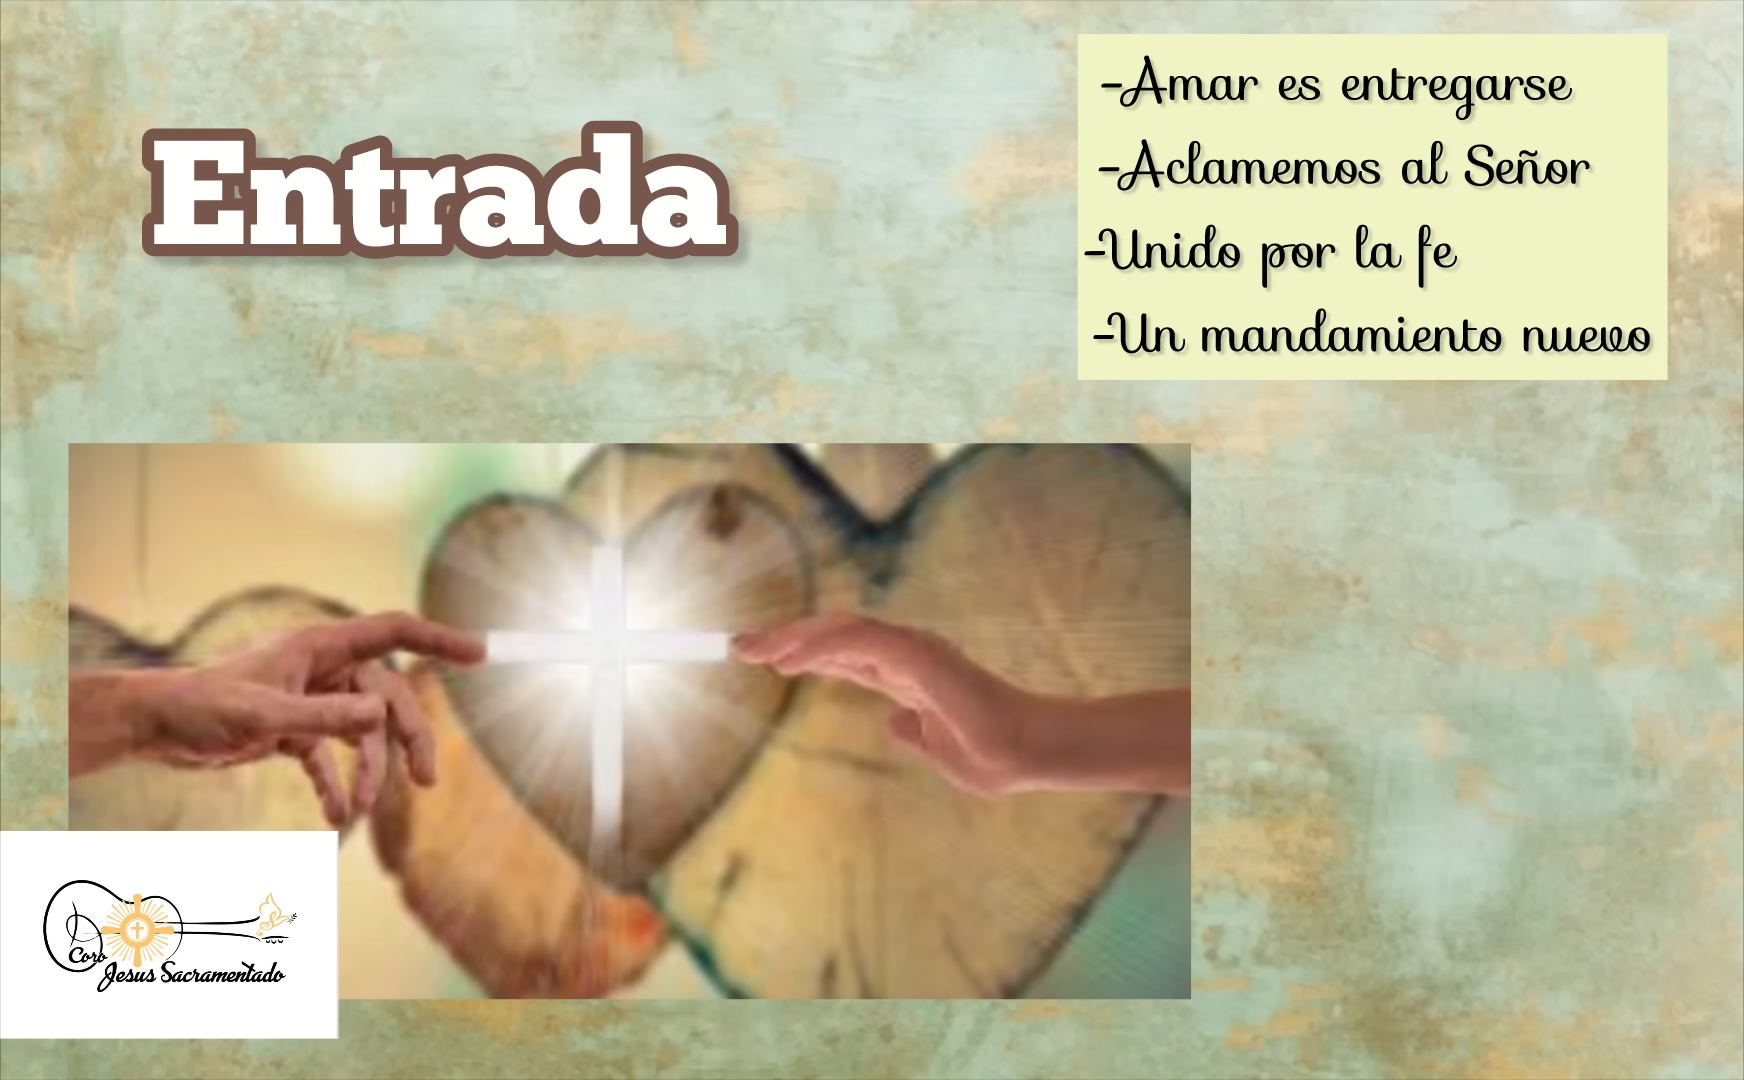 Entrada
-Amar es entregarse
-Aclamemos al Señor
-Unido por la fe
-Un mandamiento nuevo
Coro
Jesus Sacramentado